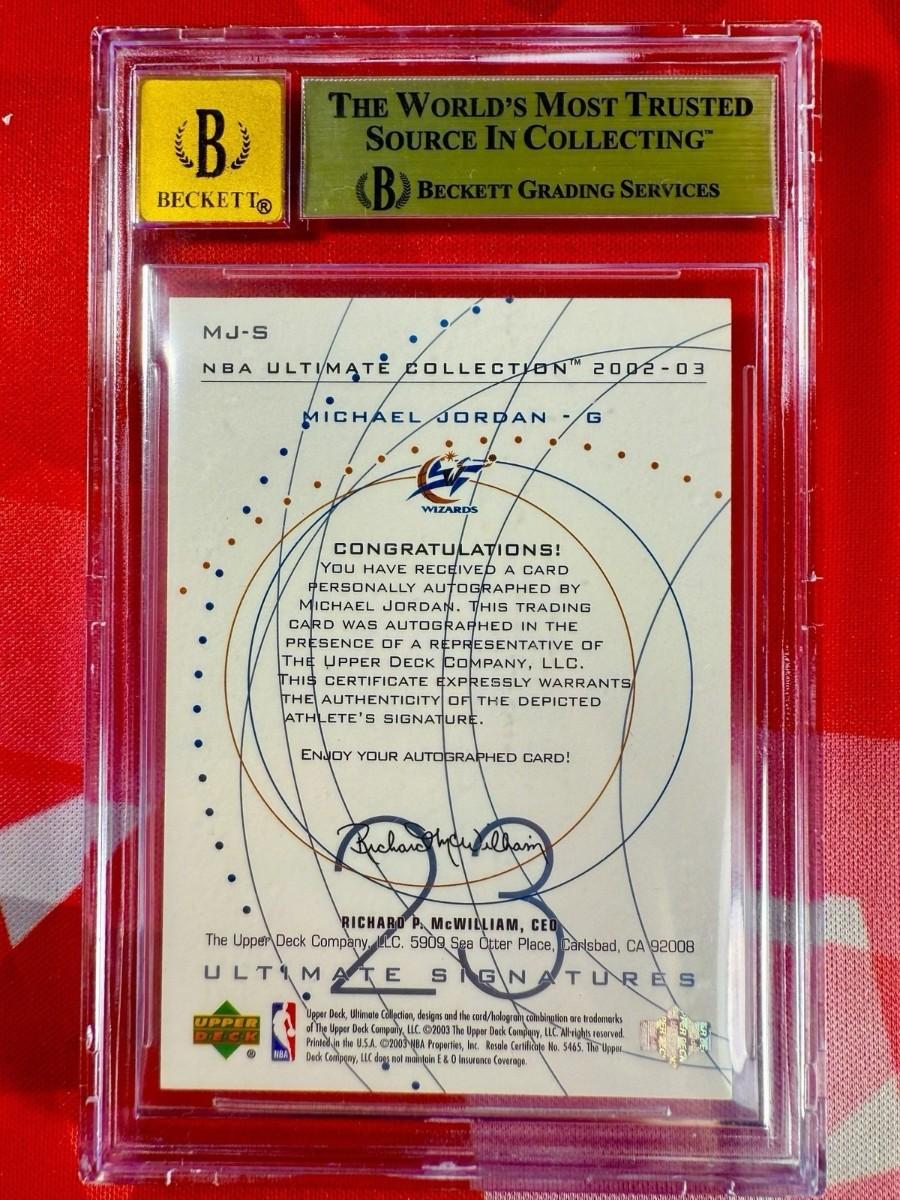 B
BECKETT®
THE WORLD'S MOST TRUSTED
SOURCE IN COLLECTING™
B BECKETT GRADING SERVICES
MJ-S
NBA ULTIMATE COLLECTION™ 2002-03
MICHAEL JORDAN - G
WIZARDS
CONGRATULATIONS!
YOU HAVE RECEIVED A CARD
PERSONALLY AUTOGRAPHED BY
MICHAEL JORDAN. THIS TRADING
CARD WAS AUTOGRAPHED IN THE
PRESENCE OF A REPRESENTATIVE OF
THE UPPER DECK COMPANY, LLC.
THIS CERTIFICATE EXPRESSLY WARRANTS
THE AUTHENTICITY OF THE DEPICTED
ATHLETE'S SIGNATURE.
ENJOY YOUR AUTOGRAPHED CARD!
23
Richard McWilliam
RICHARD P. McWILLIAM, CEO
The Upper Deck Company, LLC. 5909 Sea Otter Place, Carlsbad, CA 92008
ULTIMATE SIGNATURES
UPPER
DECK
®
NBA
Upper Deck, Ultimate Collection, designs and the card/hologram combination are trademarks
of The Upper Deck Company, LLC. ©2003 The Upper Deck Company, LLC. All rights reserved.
Printed in the U.S.A. ©2003 NBA Properties, Inc. Resale Certificate No. 5465. The Upper
Deck Company, LLC does not maintain E & O Insurance Coverage.